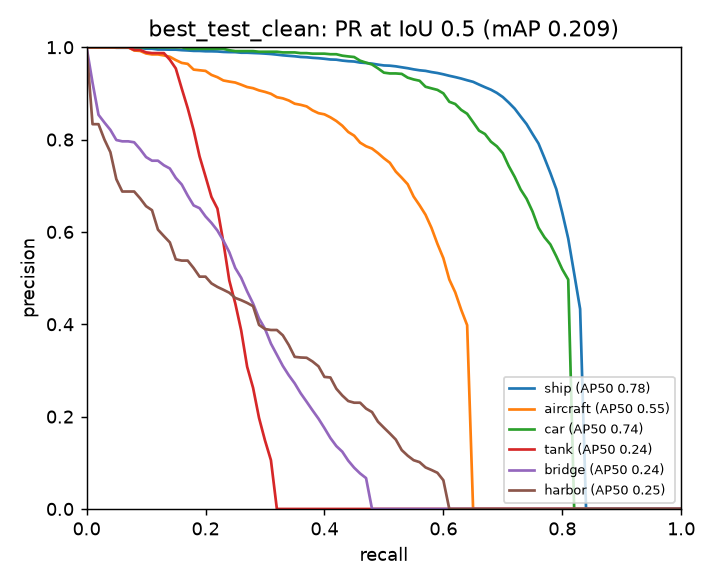 best_test_clean: PR at IoU 0.5 (mAP 0.209)
1.0
0.8
0.6
0.4
0.2
0.0
precision
0.0 0.2 0.4 0.6 0.8 1.0
recall
ship (AP50 0.78)
aircraft (AP50 0.55)
car (AP50 0.74)
tank (AP50 0.24)
bridge (AP50 0.24)
harbor (AP50 0.25)